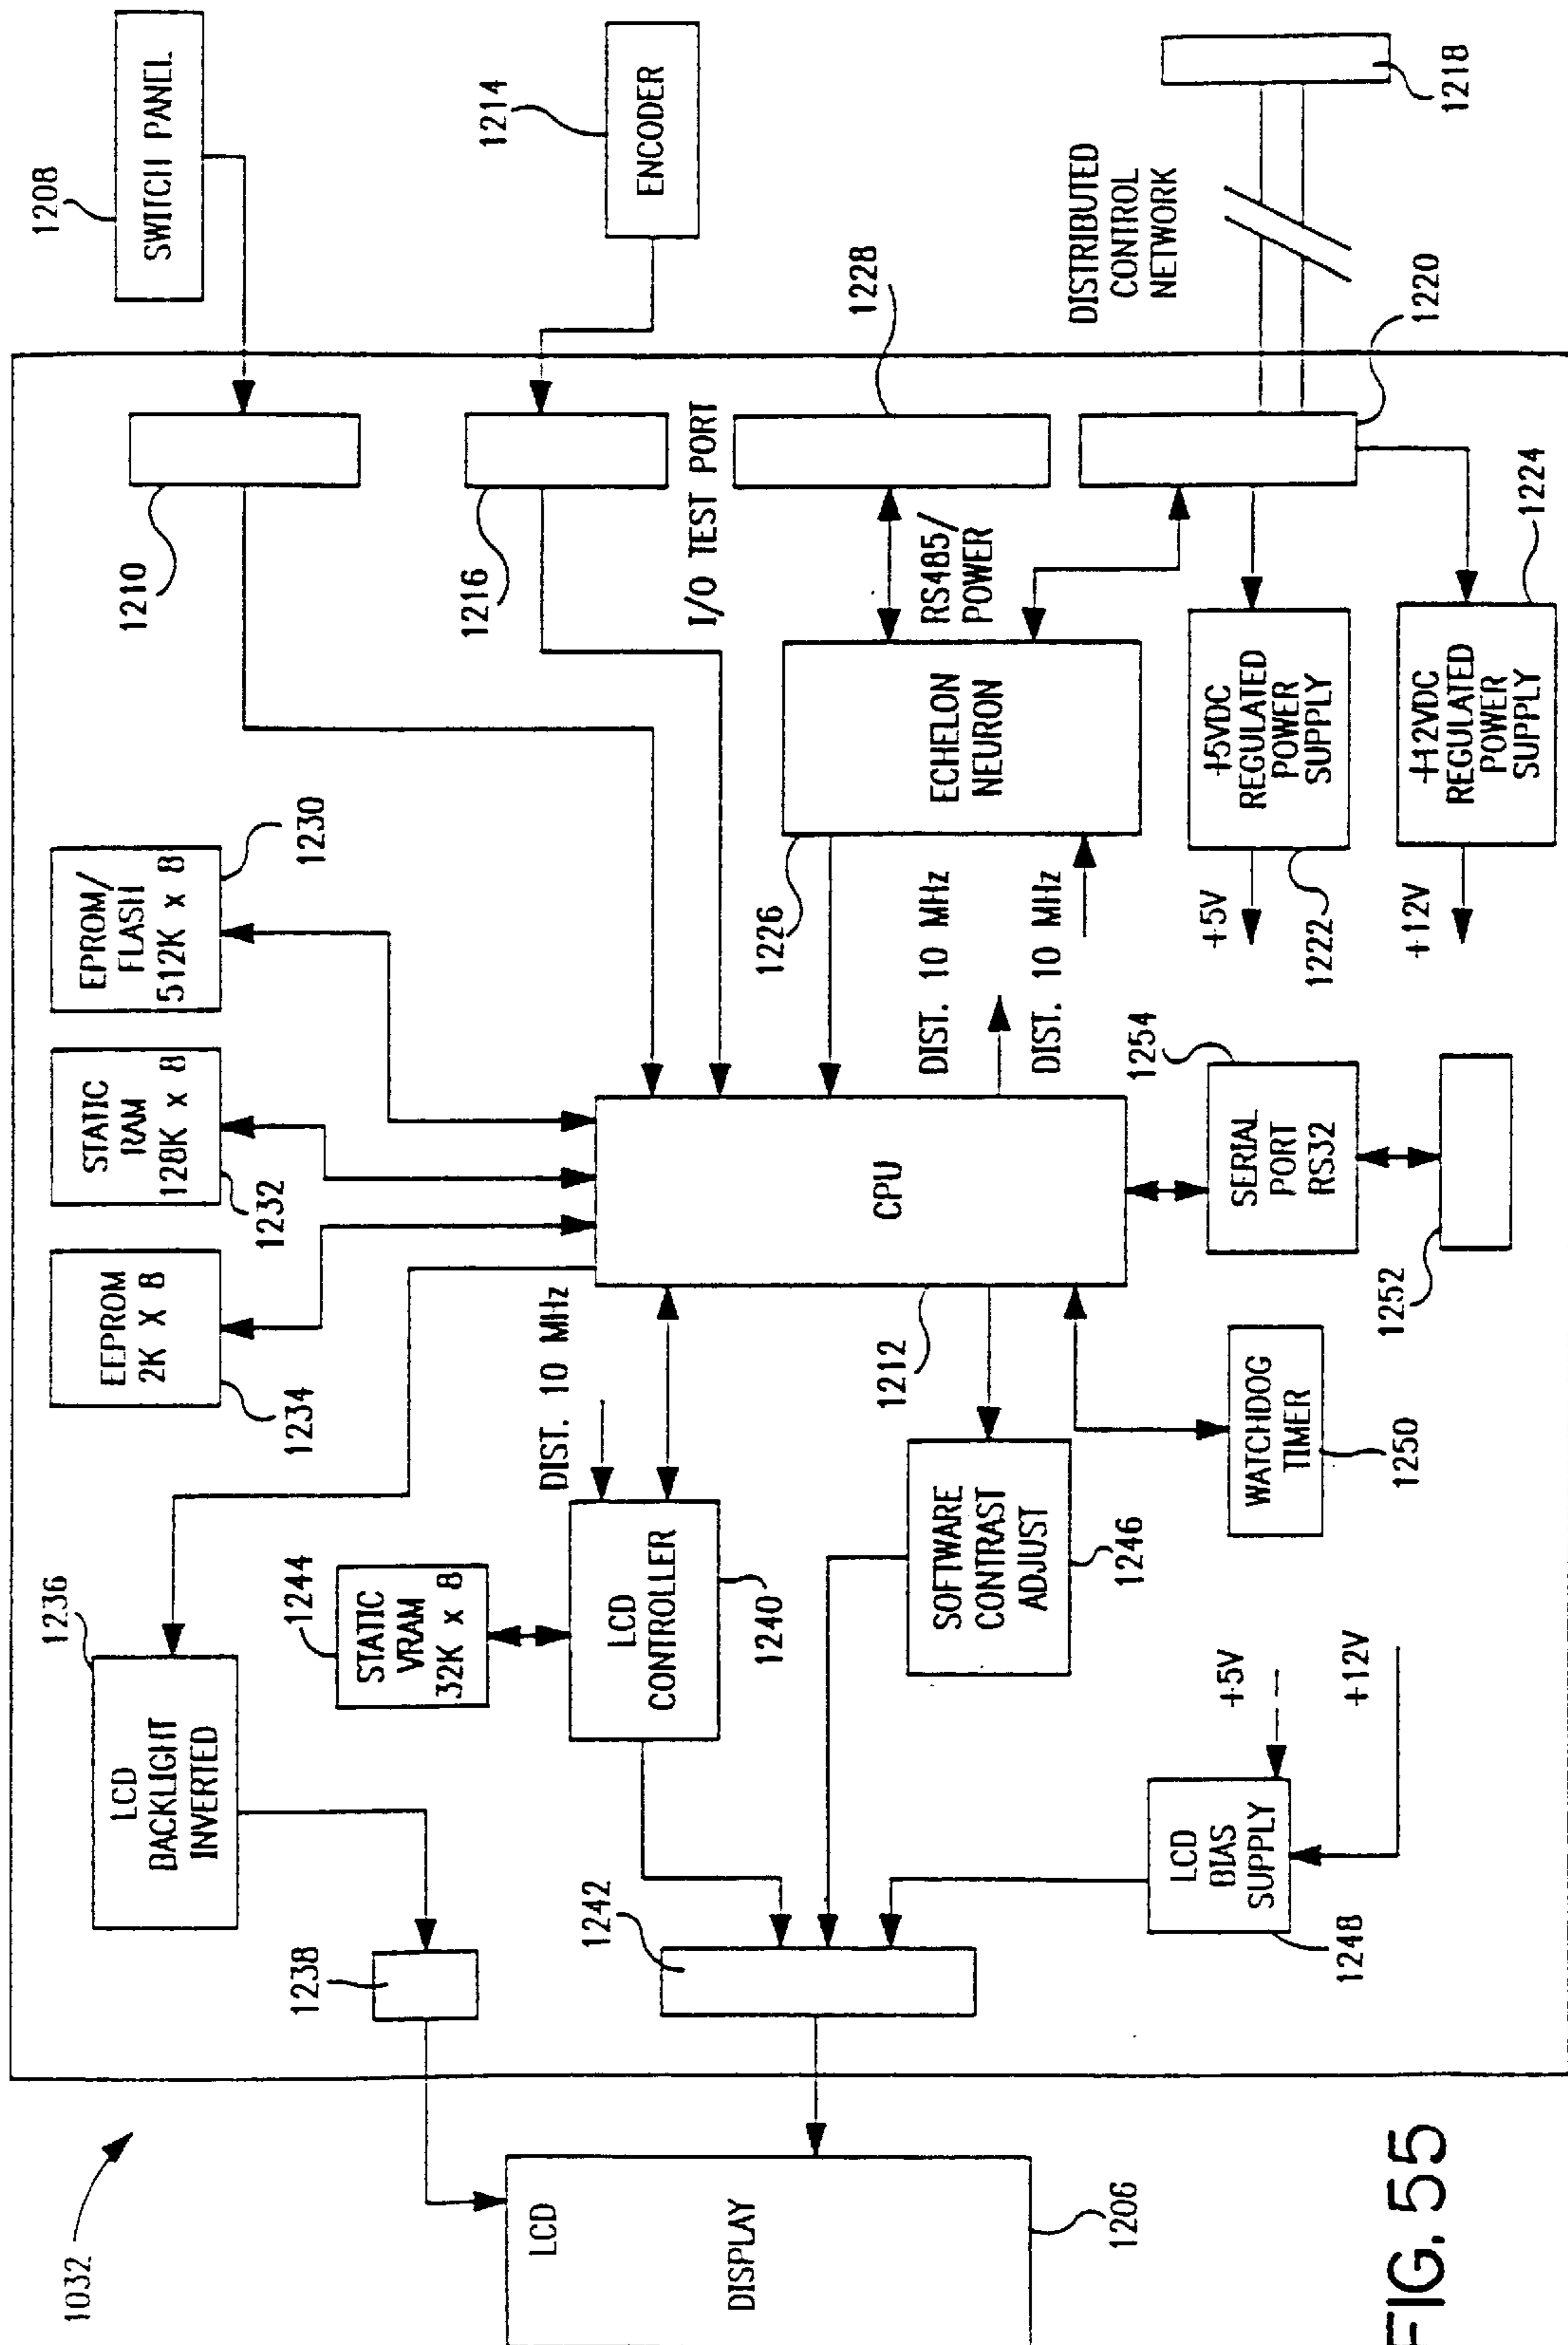 1032
LCD
DISPLAY
1206
1238
1242
1236
LCD
BACKLIGHT
INVERTED
1244
STATIC
VRAM
32K x 8
LCD
CONTROLLER
1240
DIST. 10 MHz
SOFTWARE
CONTRAST
ADJUST
1246
LCD
BIAS
SUPPLY
1248
+5V
+12V
WATCHDOG
TIMER
1250
EEPROM
2K X 8
1234
STATIC
RAM
128K x 8
1232
EPROM/
FLASH
512K x 8
1230
CPU
1212
SERIAL
PORT
RS32
1254
1252
DIST. 10 MHz
DIST. 10 MHz
ECHELON
NEURON
1226
+5V
+5VDC
REGULATED
POWER
SUPPLY
1222
+12V
+12VDC
REGULATED
POWER
SUPPLY
1224
RS485/
POWER
I/O TEST PORT
1210
1216
1228
1220
SWITCH PANEL
1208
ENCODER
1214
DISTRIBUTED
CONTROL
NETWORK
1218
FIG. 55